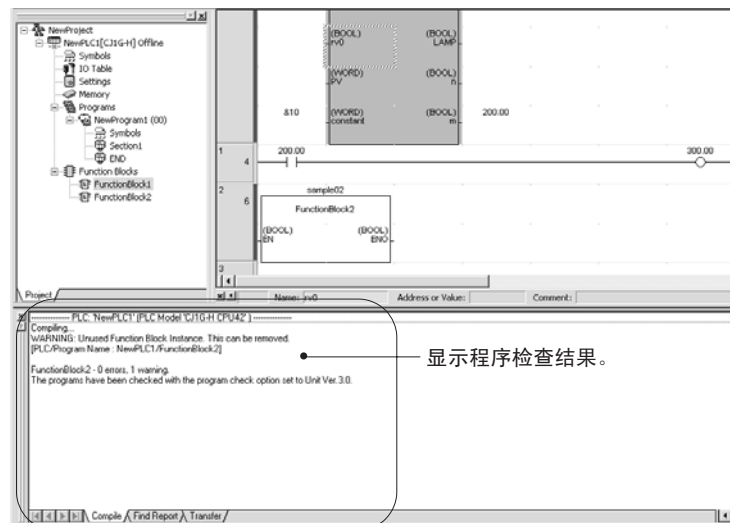 NewProject
NewPLC1[CJ1G-H] Offline
Symbols
IO Table
Settings
Memory
Programs
NewProgram1 (00)
Symbols
Section1
END
Function Blocks
FunctionBlock1
FunctionBlock2
Project
(BOOL) (BOOL)
rv0 LAMP
(WORD) (BOOL)
PV n
&10 (WORD) (BOOL) 200.00
constant m
1 200.00 300.00
4
2 sample02
6 FunctionBlock2
(BOOL) (BOOL)
EN ENO
3
Name: rv0 Address or Value: Comment:
PLC: 'NewPLC1' (PLC Model 'CJ1G-H CPU42')
Compiling...
WARNING: Unused Function Block Instance. This can be removed.
[PLC/Program Name : NewPLC1/FunctionBlock2]
FunctionBlock2 - 0 errors, 1 warning.
The programs have been checked with the program check option set to Unit Ver.3.0.
显示程序检查结果。
Compile Find Report Transfer